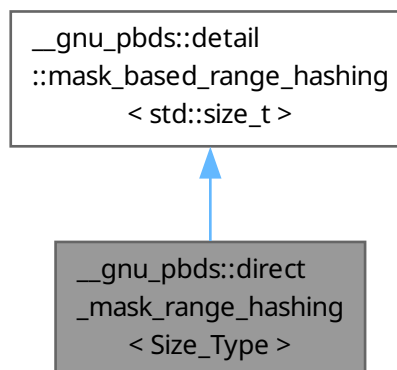 __gnu_pbds::detail
::mask_based_range_hashing
< std::size_t >
__gnu_pbds::direct
_mask_range_hashing
< Size_Type >